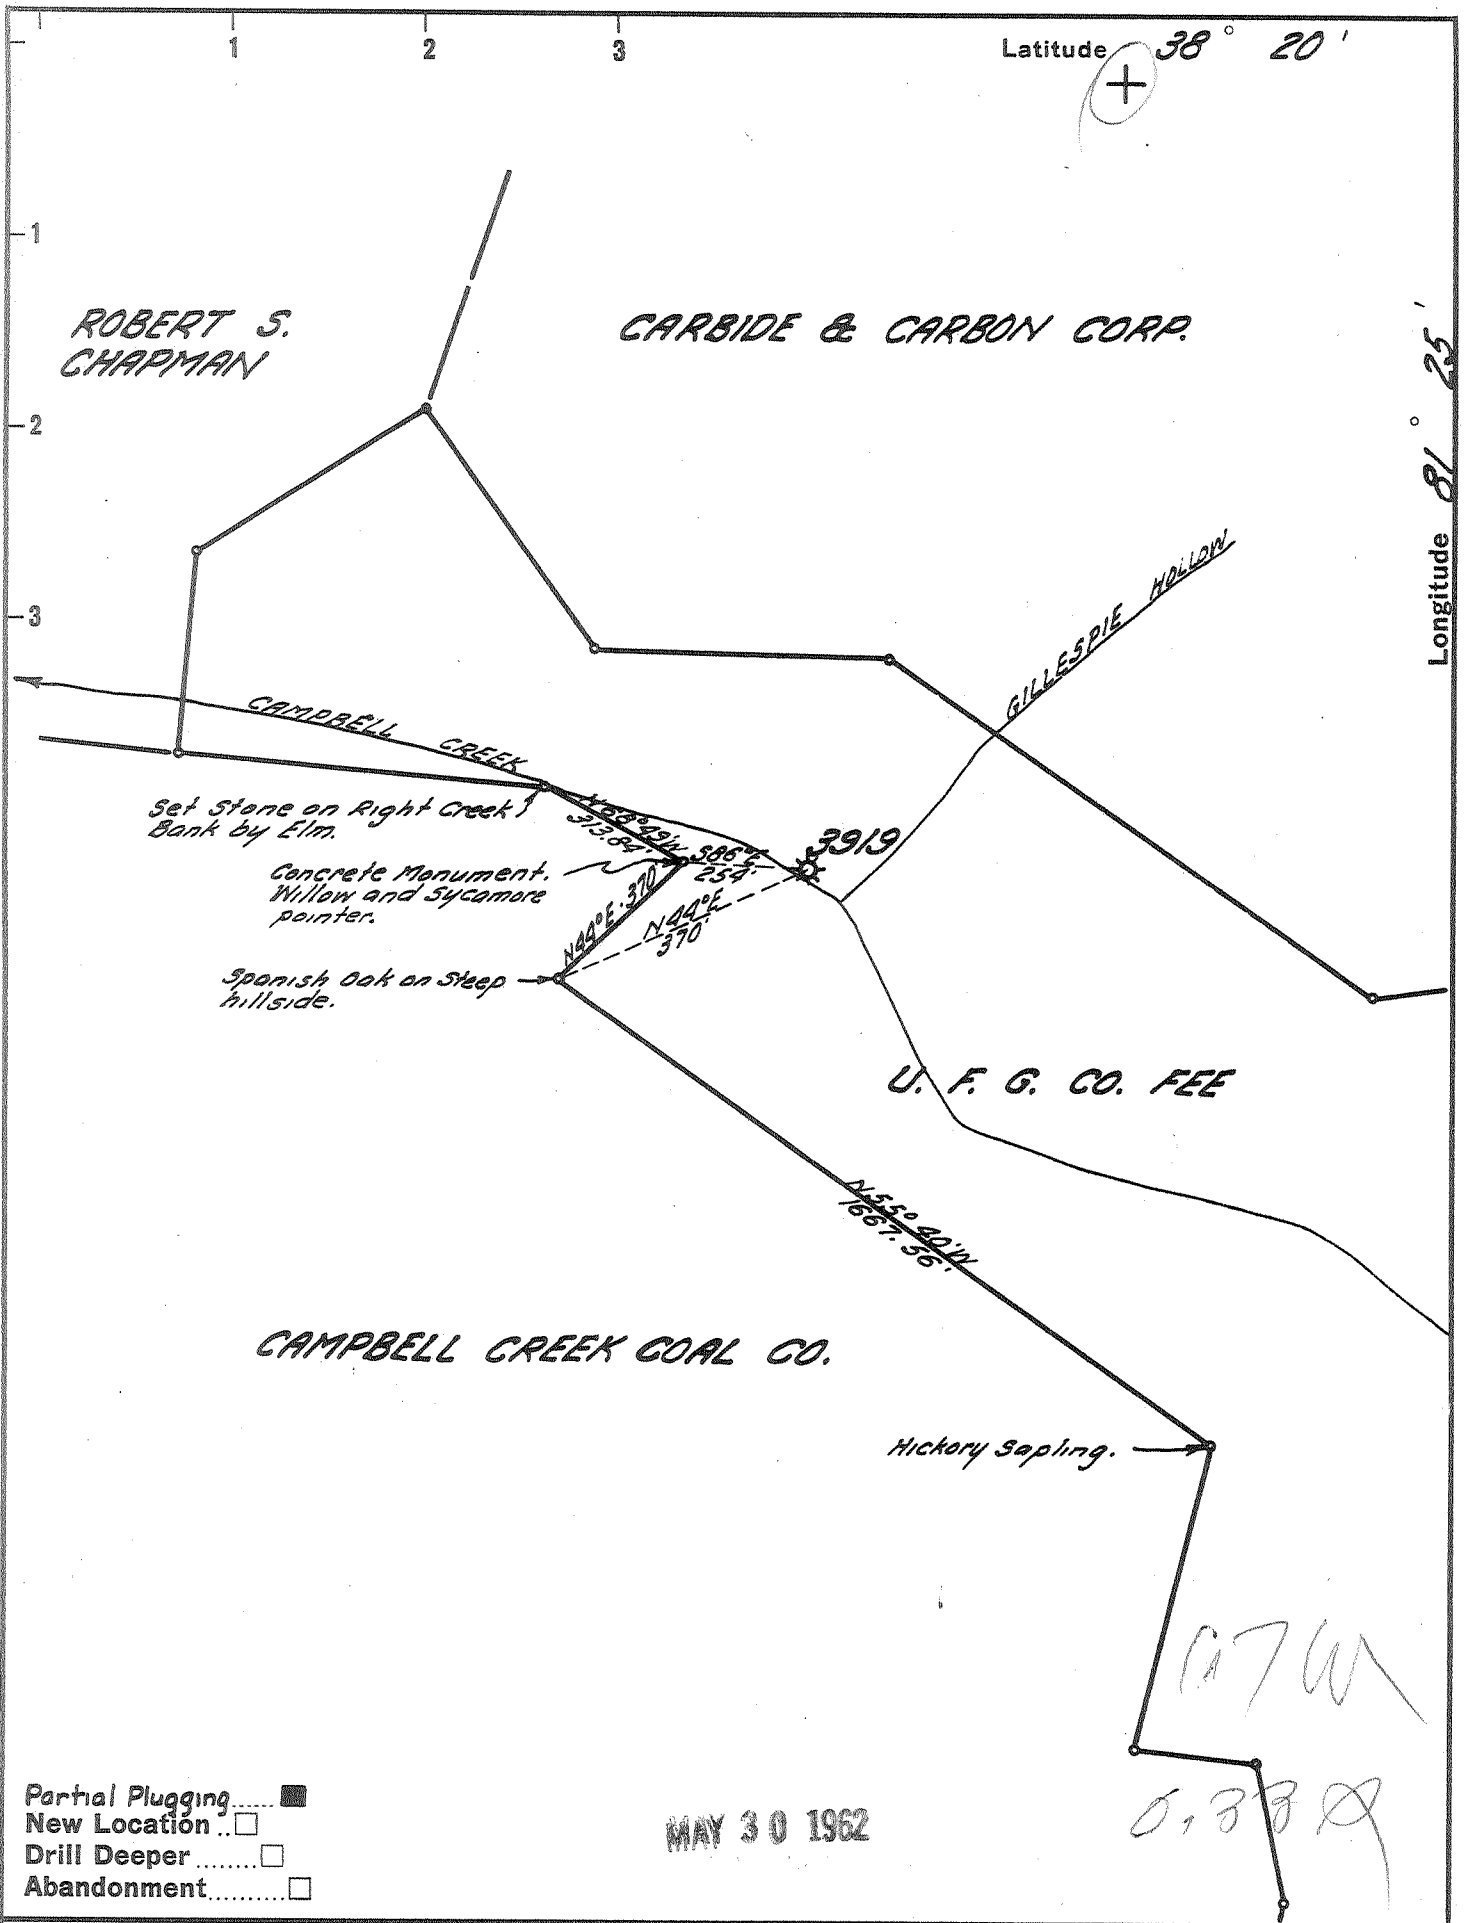 1 2 3
Latitude 38° 20'
+
1
ROBERT S.
CHAPMAN
CARBIDE & CARBON CORP.
Longitude 81° 25'
2
3
GILLESPIE HOLLOW
CAMPBELL CREEK
Set Stone on Right Creek
Bank by Elm.
N68°49'W
313.84'
3919
S86°E
254'
Concrete Monument.
Willow and Sycamore
pointer.
N44°E·370'
N44°E
370'
Spanish Oak on Steep
hillside.
U. F. G. CO. FEE
N55°40'W
1667.56'
CAMPBELL CREEK COAL CO.
Hickory Sapling.
Partial Plugging ......
New Location ..
Drill Deeper ........
Abandonment ..........
MAY 30 1962